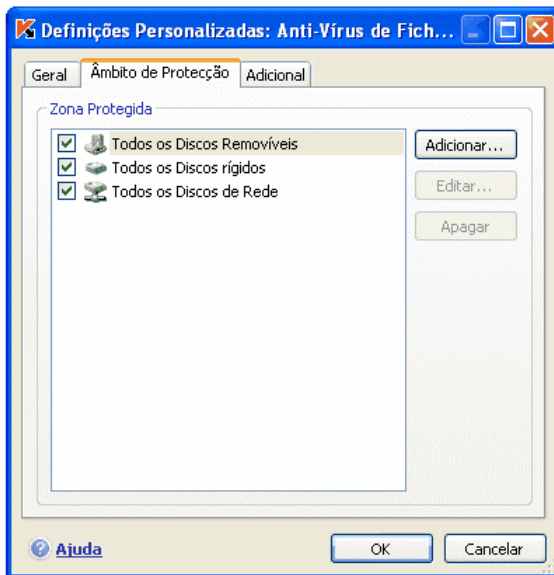 Definições Personalizadas: Anti-Vírus de Fich...
Geral
Âmbito de Protecção
Adicional
Zona Protegida
Todos os Discos Removíveis
Todos os Discos rígidos
Todos os Discos de Rede
Adicionar...
Editar...
Apagar
Ajuda
OK
Cancelar